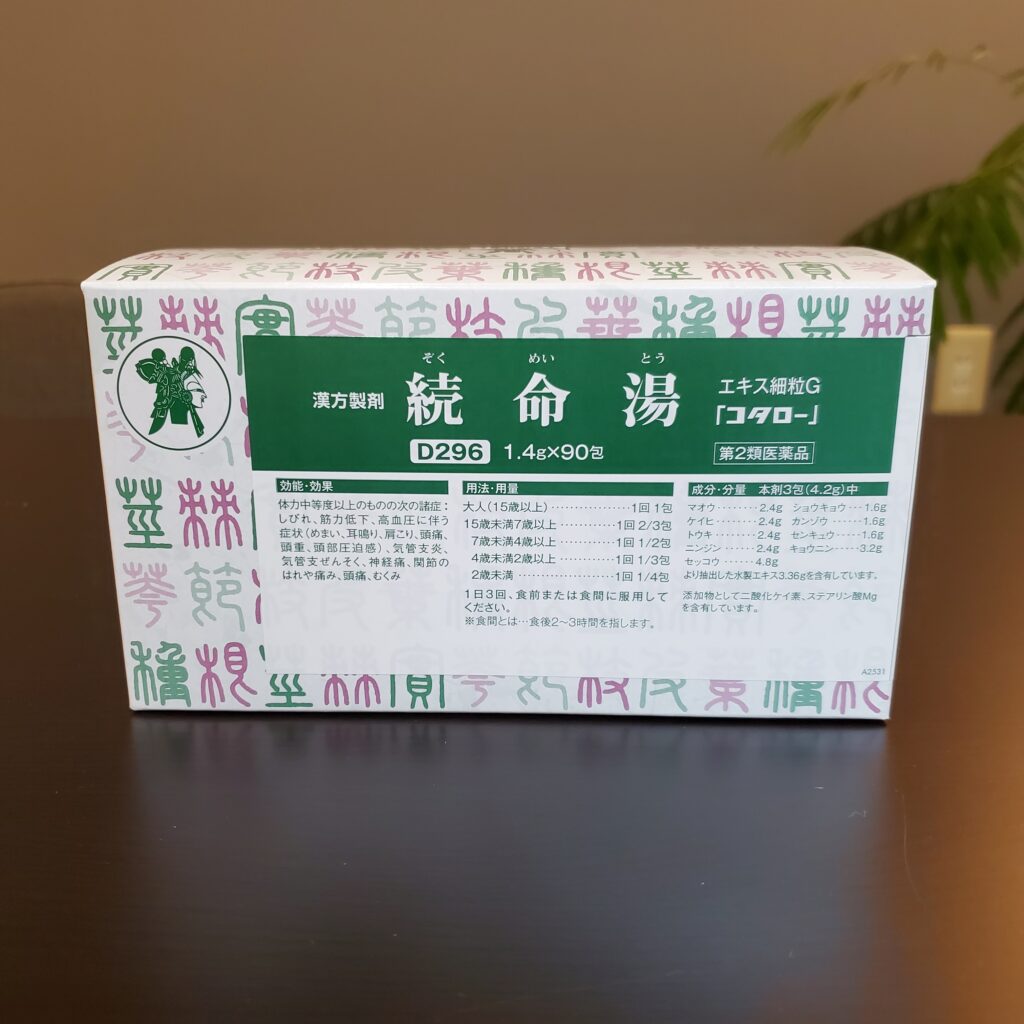 ぞく めい とう
漢方製剤 続命湯 エキス細粒G
「コタロー」
D296 1.4g×90包 第2類医薬品
効能・効果
体力中等度以上のものの次の諸症：
しびれ、筋力低下、高血圧に伴う
症状（めまい、耳鳴り、肩こり、頭痛、
頭重、頭部圧迫感）、気管支炎、
気管支ぜんそく、神経痛、関節の
はれや痛み、頭痛、むくみ
用法・用量
大人（15歳以上）…………1回 1包
15歳未満7歳以上…………1回 2/3包
7歳未満4歳以上…………1回 1/2包
4歳未満2歳以上…………1回 1/3包
2歳未満…………1回 1/4包
1日3回、食前または食間に服用して
ください。
※食間とは…食後2〜3時間を指します。
成分・分量 本剤3包（4.2g）中
マオウ……2.4g ショウキョウ……1.6g
ケイヒ……2.4g カンゾウ……1.6g
トウキ……2.4g センキュウ……1.6g
ニンジン……2.4g キョウニン……3.2g
セッコウ……4.8g
より抽出した水製エキス3.36gを含有しています。
添加物として二酸化ケイ素、ステアリン酸Mg
を含有しています。
A2531